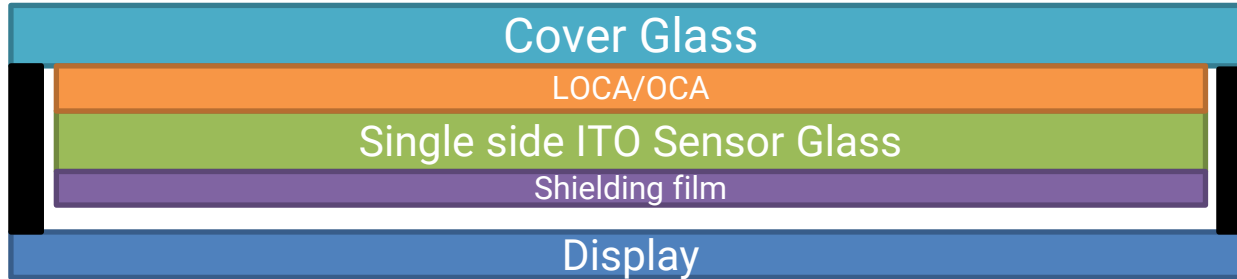 Cover Glass
LOCA/OCA
Single side ITO Sensor Glass
Shielding film
Display